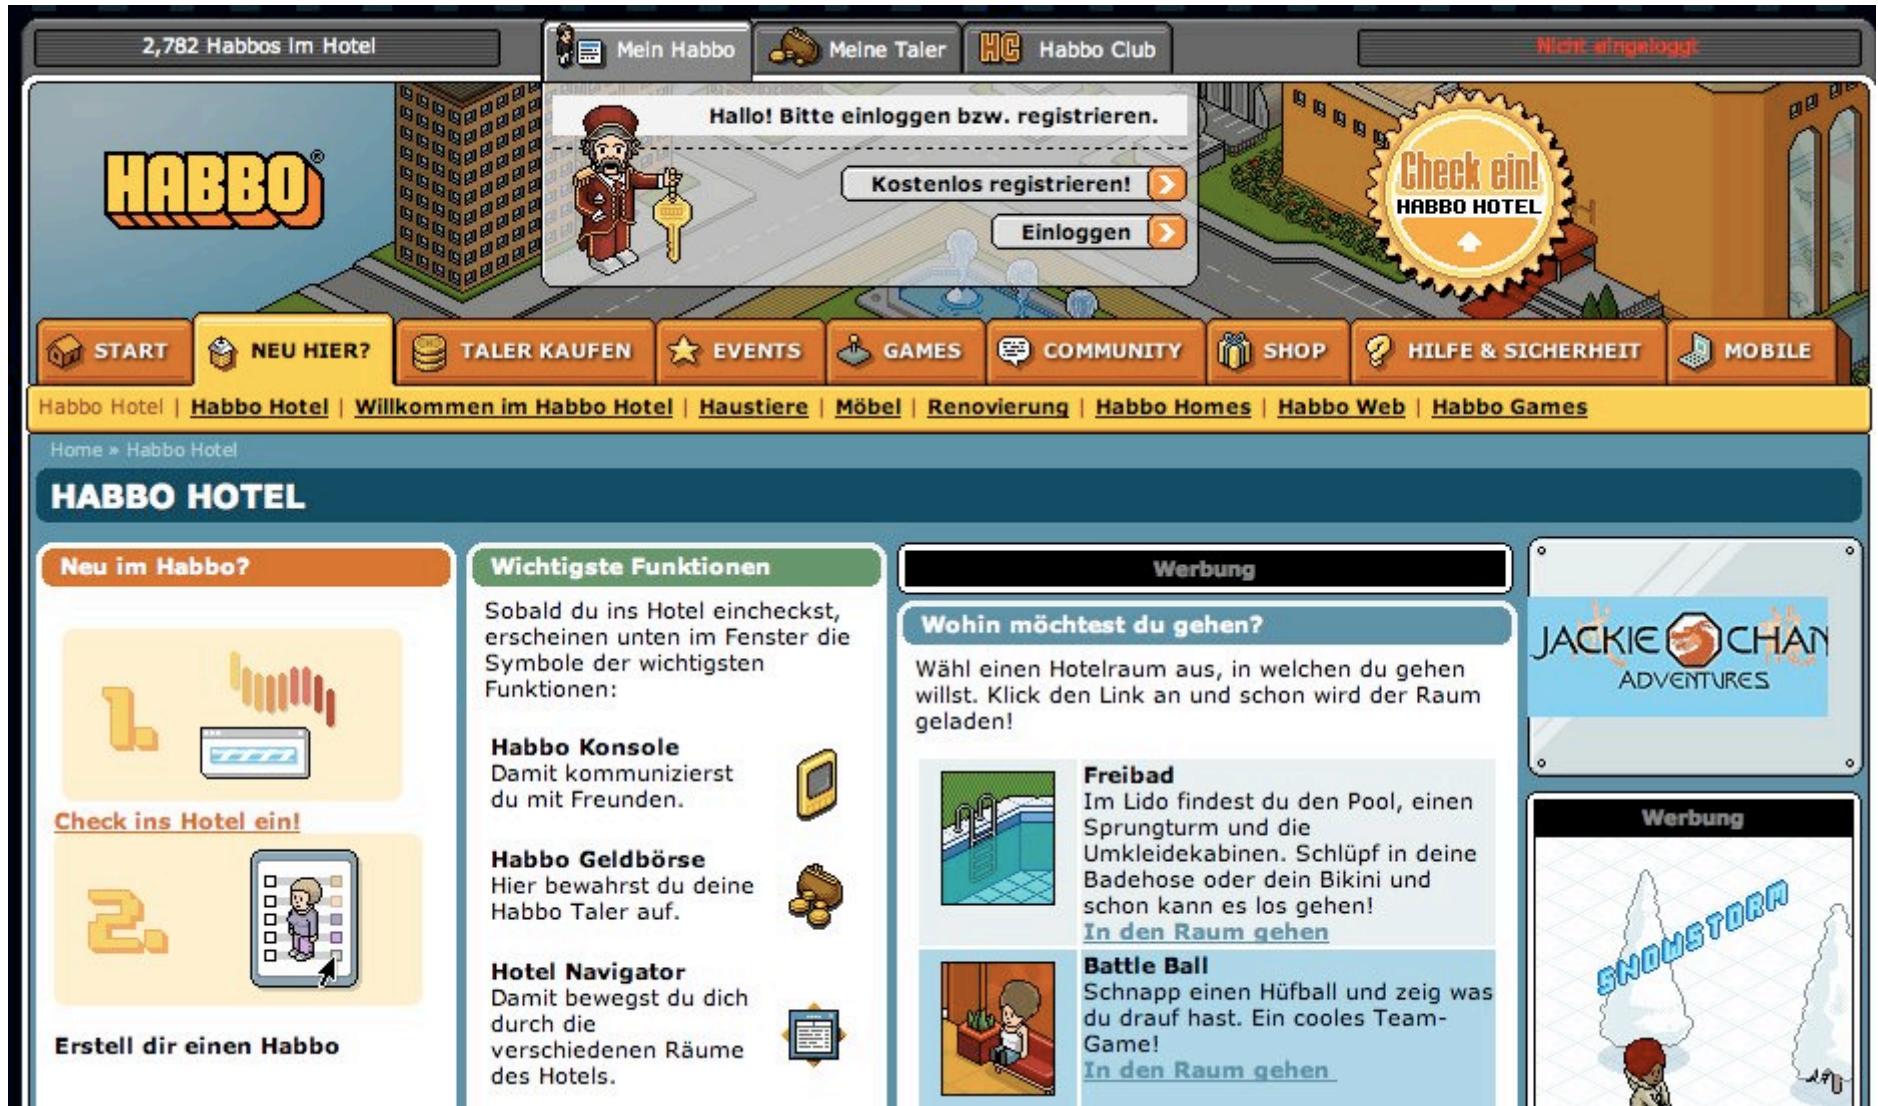 2,782 Habbos im Hotel
Mein Habbo
Meine Taler
HC Habbo Club
Nicht eingeloggt
HABBO®
Hallo! Bitte einloggen bzw. registrieren.
Kostenlos registrieren!
Einloggen
Check ein!
HABBO HOTEL
START
NEU HIER?
TALER KAUFEN
EVENTS
GAMES
COMMUNITY
SHOP
HILFE & SICHERHEIT
MOBILE
Habbo Hotel | Habbo Hotel | Willkommen im Habbo Hotel | Haustiere | Möbel | Renovierung | Habbo Homes | Habbo Web | Habbo Games
Home » Habbo Hotel
HABBO HOTEL
Neu im Habbo?
1.
Check ins Hotel ein!
2.
Erstell dir einen Habbo
Wichtigste Funktionen
Sobald du ins Hotel eincheckst,
erscheinen unten im Fenster die
Symbole der wichtigsten
Funktionen:
Habbo Konsole
Damit kommunizierst
du mit Freunden.
Habbo Geldbörse
Hier bewahrst du deine
Habbo Taler auf.
Hotel Navigator
Damit bewegst du dich
durch die
verschiedenen Räume
des Hotels.
Werbung
Wohin möchtest du gehen?
Wähl einen Hotelraum aus, in welchen du gehen
willst. Klick den Link an und schon wird der Raum
geladen!
Freibad
Im Lido findest du den Pool, einen
Sprungturm und die
Umkleidekabinen. Schlüpf in deine
Badehose oder dein Bikini und
schon kann es los gehen!
In den Raum gehen
Battle Ball
Schnapp einen Hüfball und zeig was
du drauf hast. Ein cooles Team-
Game!
In den Raum gehen
JACKIE CHAN
ADVENTURES
Werbung
SNOWSTORM